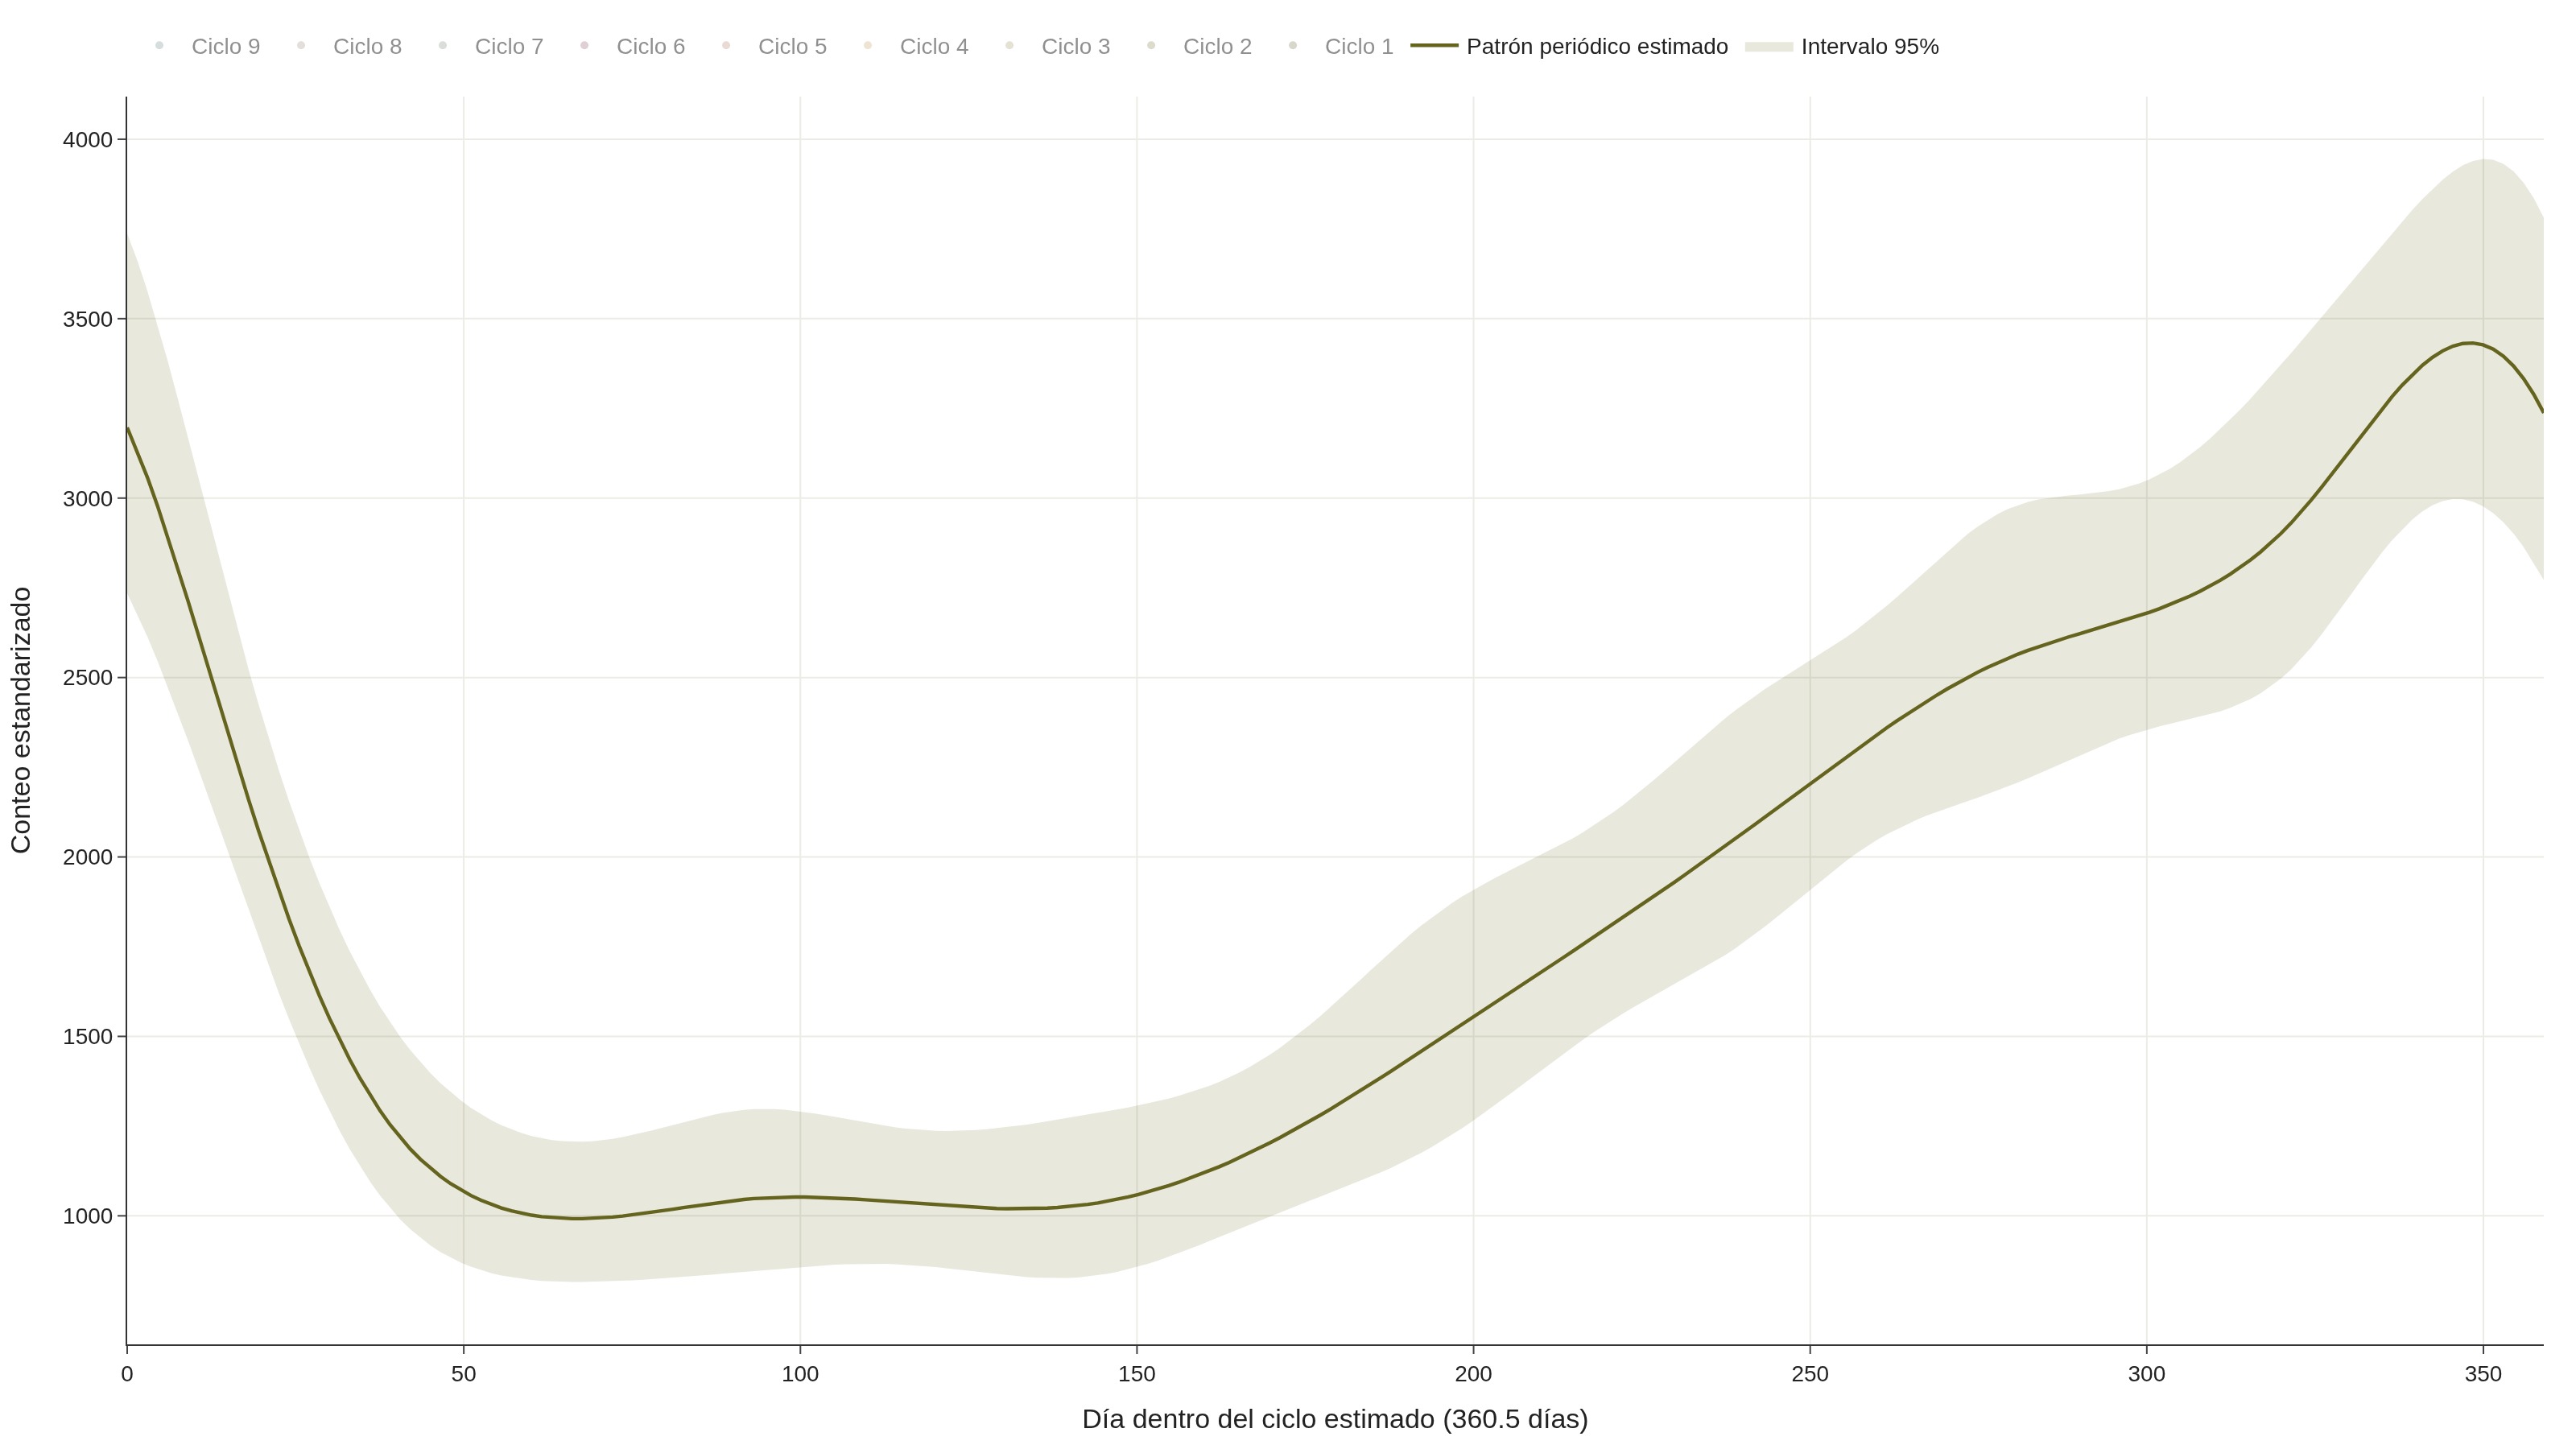 Ciclo 9 Ciclo 8 Ciclo 7 Ciclo 6 Ciclo 5 Ciclo 4 Ciclo 3 Ciclo 2 Ciclo 1 Patrón periódico estimado Intervalo 95%
4000
3500
3000
2500
2000
1500
1000
Conteo estandarizado
0 50 100 150 200 250 300 350
Día dentro del ciclo estimado (360.5 días)